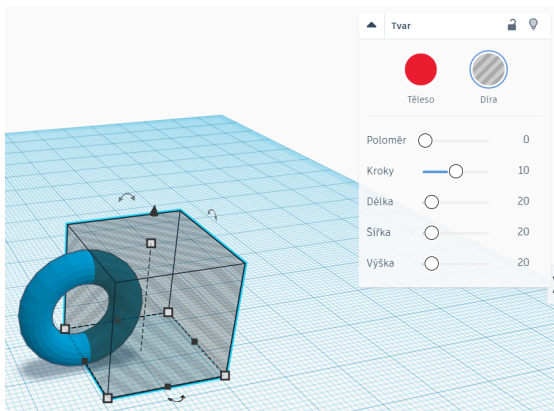 Tvar
Těleso Díra
Poloměr 0
Kroky 10
Délka 20
Šířka 20
Výška 20